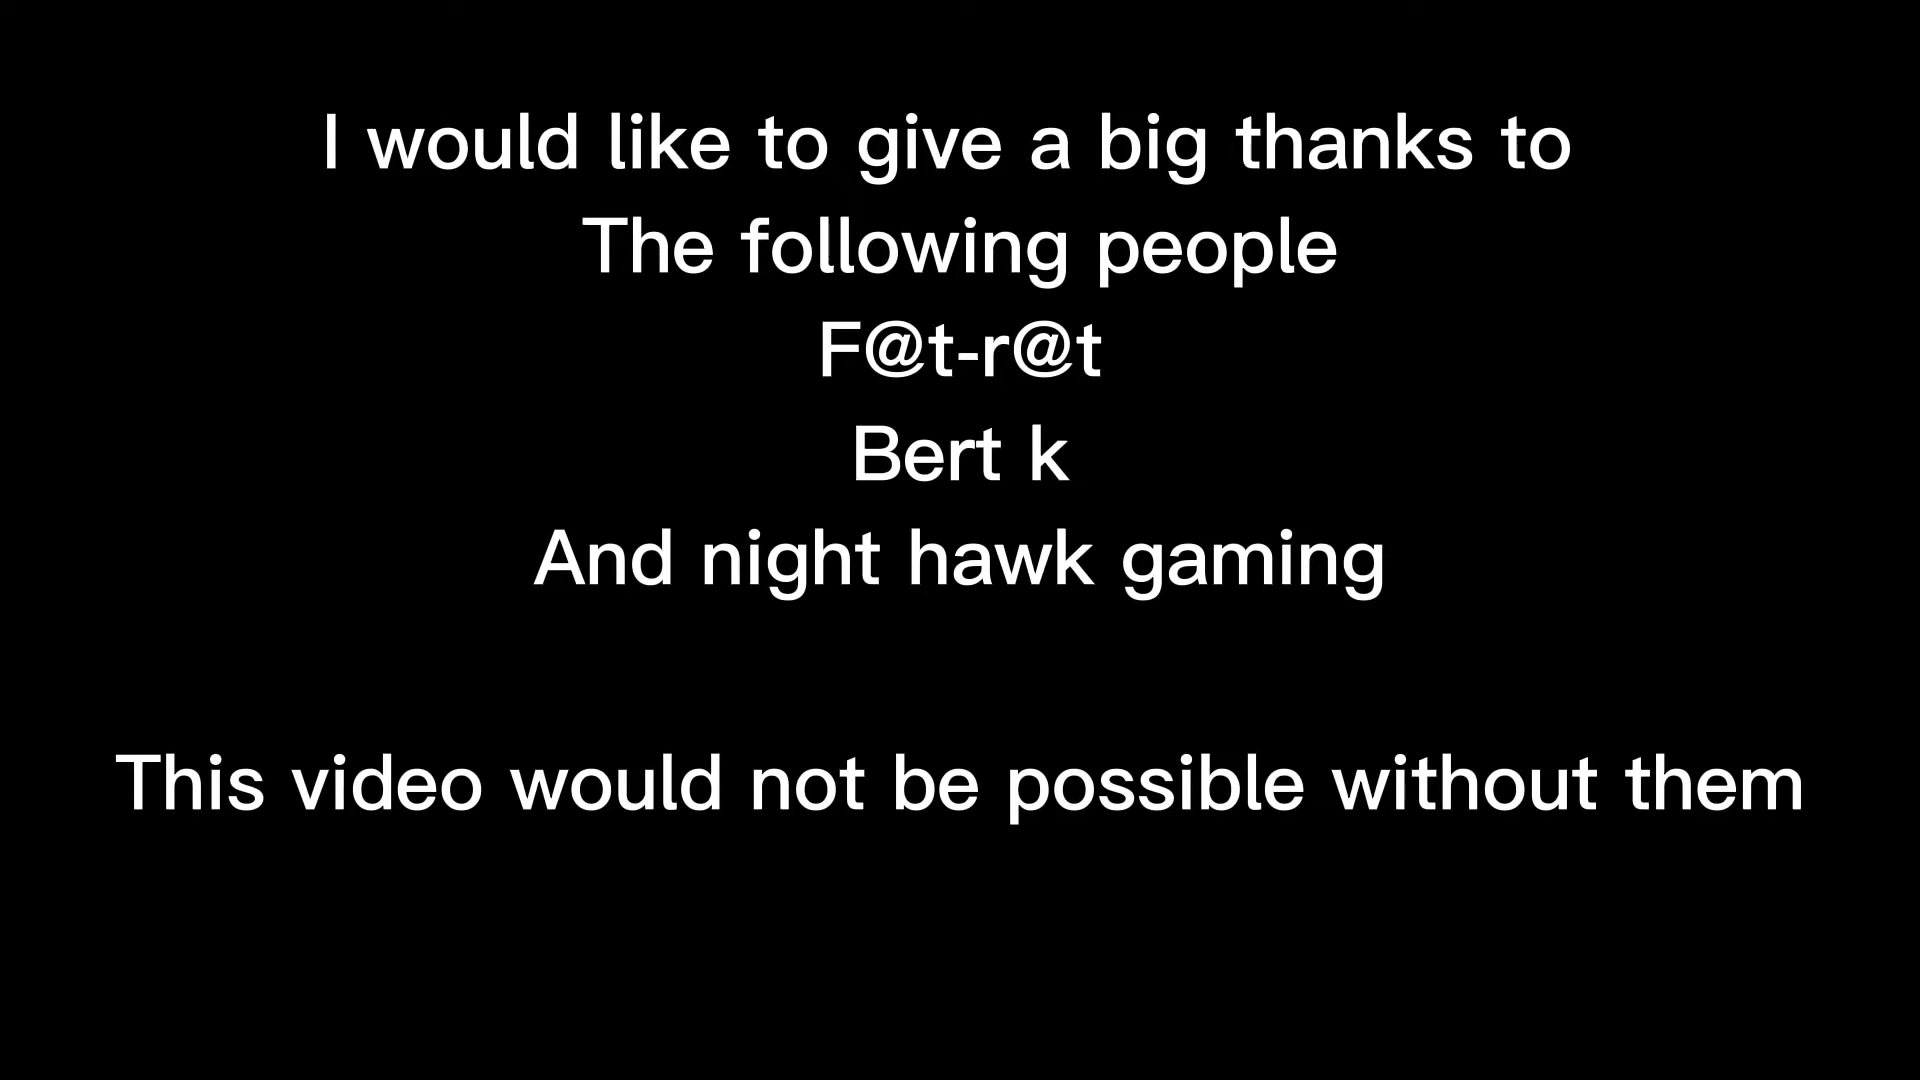 I would like to give a big thanks to
The following people
F@t-r@t
Bert k
And night hawk gaming
This video would not be possible without them